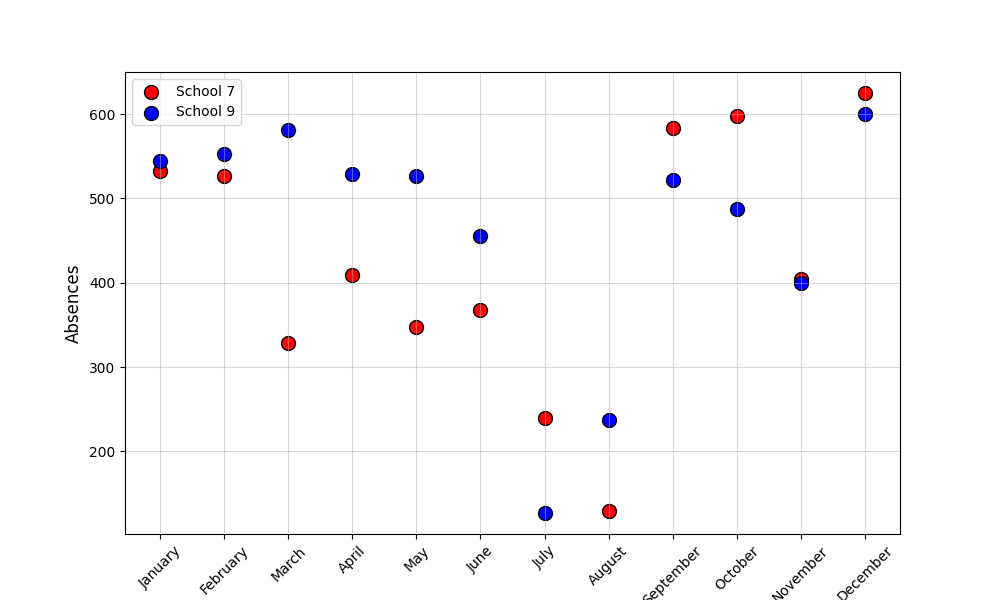 School 7
School 9
Absences
600
500
400
300
200
January
February
March
April
May
June
July
August
September
October
November
December